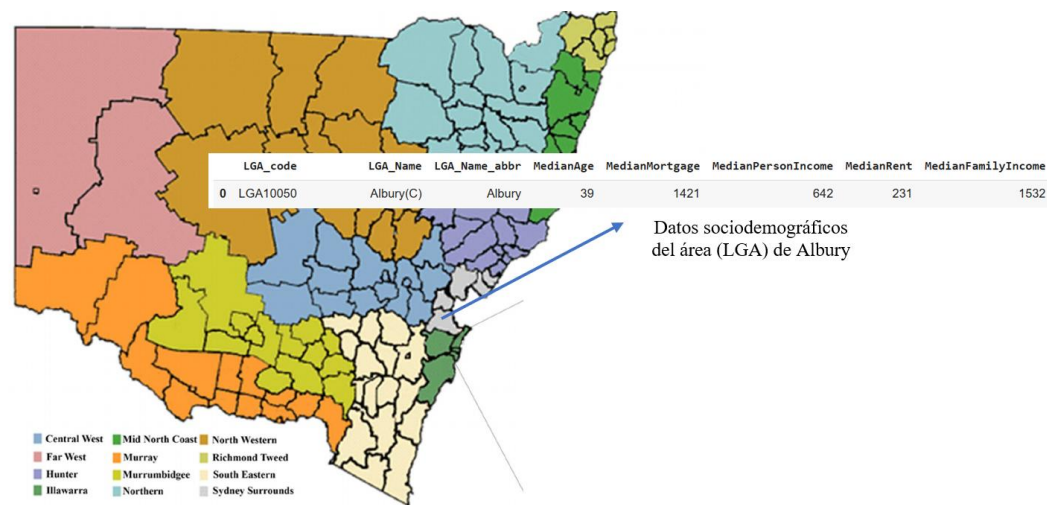 LGA_code LGA_Name LGA_Name_abbr MedianAge MedianMortgage MedianPersonIncome MedianRent MedianFamilyIncome
0 LGA10050 Albury(C) Albury 39 1421 642 231 1532
Datos sociodemográficos
del área (LGA) de Albury
Central West Mid North Coast North Western
Far West Murray Richmond Tweed
Hunter Murrumbidgee South Eastern
Illawarra Northern Sydney Surrounds